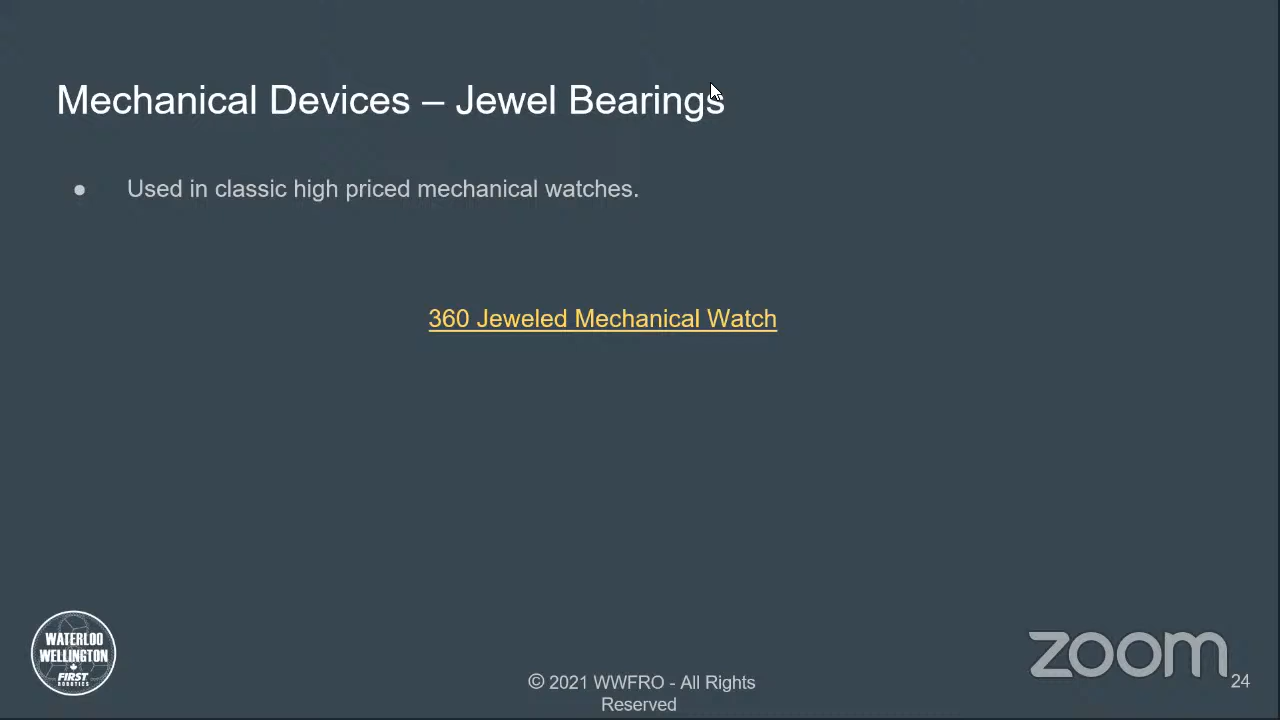 Mechanical Devices – Jewel Bearings
● Used in classic high priced mechanical watches.
360 Jeweled Mechanical Watch
WATERLOO
WELLINGTON
FIRST
ROBOTICS
© 2021 WWFRO - All Rights
Reserved
zoom
24